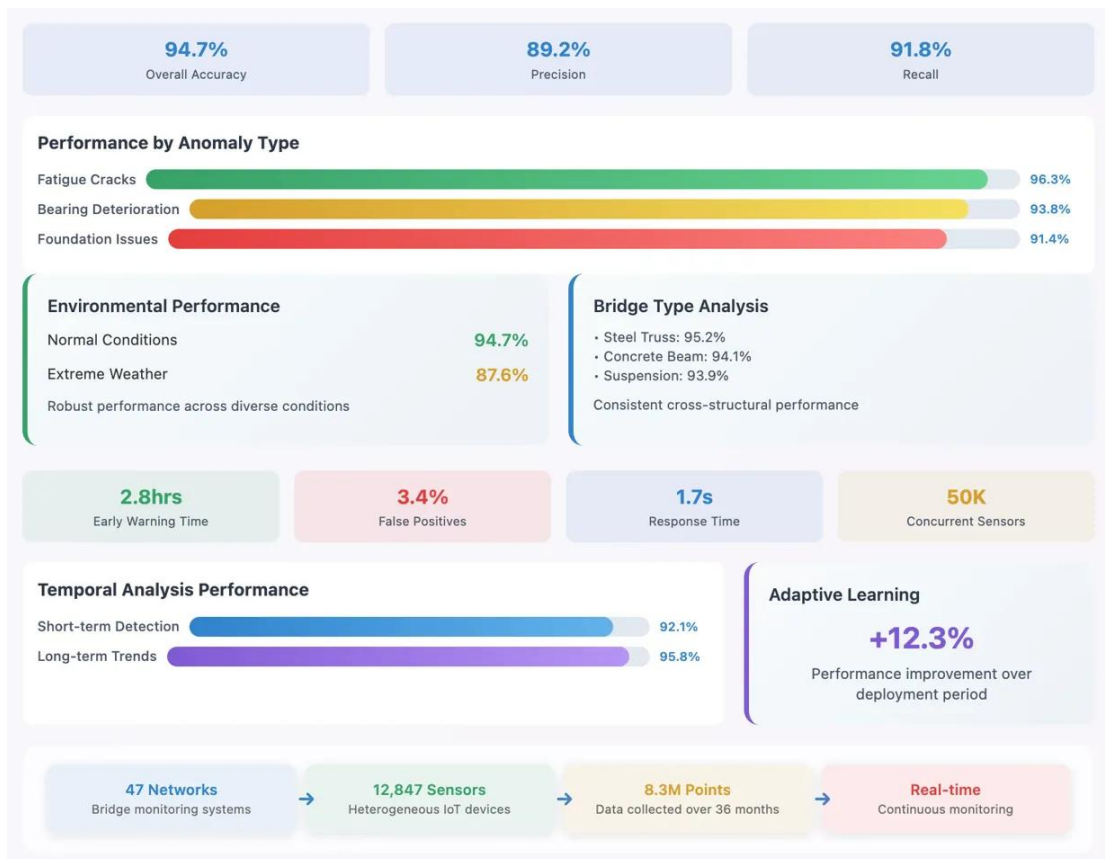 94.7%
Overall Accuracy
89.2%
Precision
91.8%
Recall
Performance by Anomaly Type
Fatigue Cracks 96.3%
Bearing Deterioration 93.8%
Foundation Issues 91.4%
Environmental Performance
Normal Conditions 94.7%
Extreme Weather 87.6%
Robust performance across diverse conditions
Bridge Type Analysis
• Steel Truss: 95.2%
• Concrete Beam: 94.1%
• Suspension: 93.9%
Consistent cross-structural performance
2.8hrs
Early Warning Time
3.4%
False Positives
1.7s
Response Time
50K
Concurrent Sensors
Temporal Analysis Performance
Short-term Detection 92.1%
Long-term Trends 95.8%
Adaptive Learning
+12.3%
Performance improvement over
deployment period
47 Networks
Bridge monitoring systems
→
12,847 Sensors
Heterogeneous IoT devices
→
8.3M Points
Data collected over 36 months
→
Real-time
Continuous monitoring